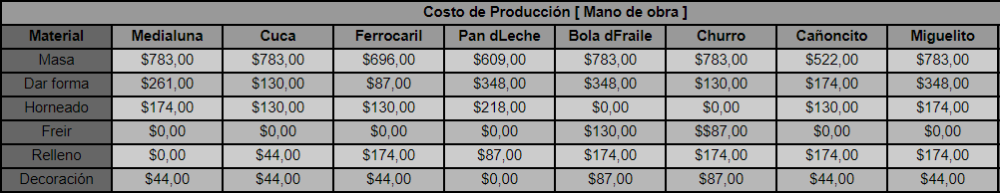 Costo de Producción [ Mano de obra ]
Material Medialuna Cuca Ferrocaril Pan dLeche Bola dFraile Churro Cañoncito Miguelito
Masa $783,00 $783,00 $696,00 $609,00 $783,00 $783,00 $522,00 $783,00
Dar forma $261,00 $130,00 $87,00 $348,00 $348,00 $130,00 $174,00 $348,00
Horneado $174,00 $130,00 $130,00 $218,00 $0,00 $0,00 $130,00 $174,00
Freir $0,00 $0,00 $0,00 $0,00 $130,00 $$87,00 $0,00 $0,00
Relleno $0,00 $44,00 $174,00 $87,00 $174,00 $174,00 $174,00 $174,00
Decoración $44,00 $44,00 $44,00 $0,00 $87,00 $87,00 $44,00 $44,00